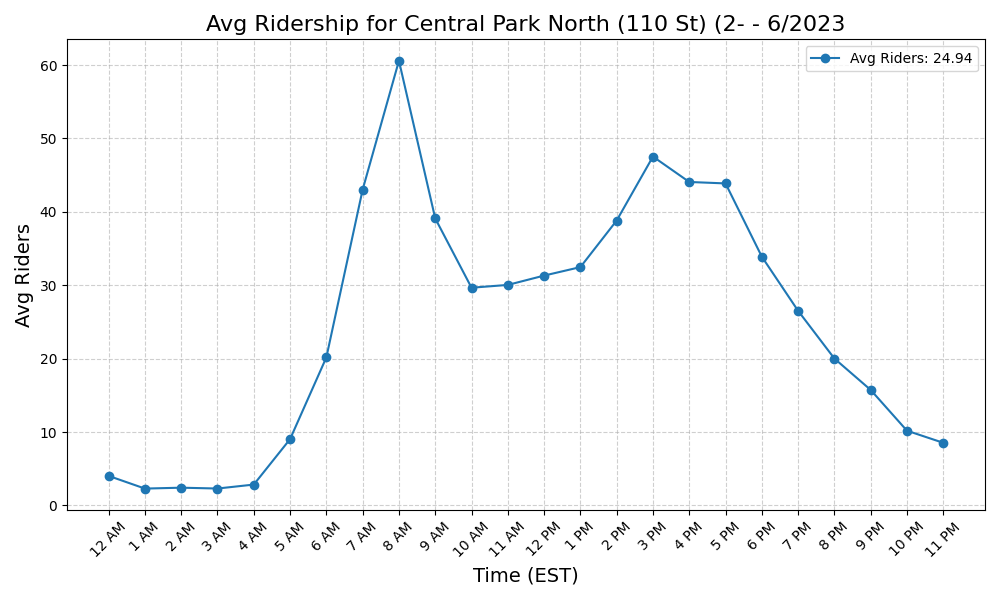 Avg Ridership for Central Park North (110 St) (2- - 6/2023
Avg Riders: 24.94
Avg Riders
60
50
40
30
20
10
0
12 AM
1 AM
2 AM
3 AM
4 AM
5 AM
6 AM
7 AM
8 AM
9 AM
10 AM
11 AM
12 PM
1 PM
2 PM
3 PM
4 PM
5 PM
6 PM
7 PM
8 PM
9 PM
10 PM
11 PM
Time (EST)